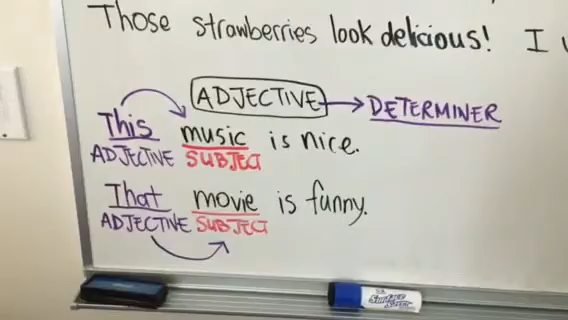 Those strawberries look delicious! I
ADJECTIVE → DETERMINER
This music is nice.
ADJECTIVE SUBJECT
That movie is funny.
ADJECTIVE SUBJECT